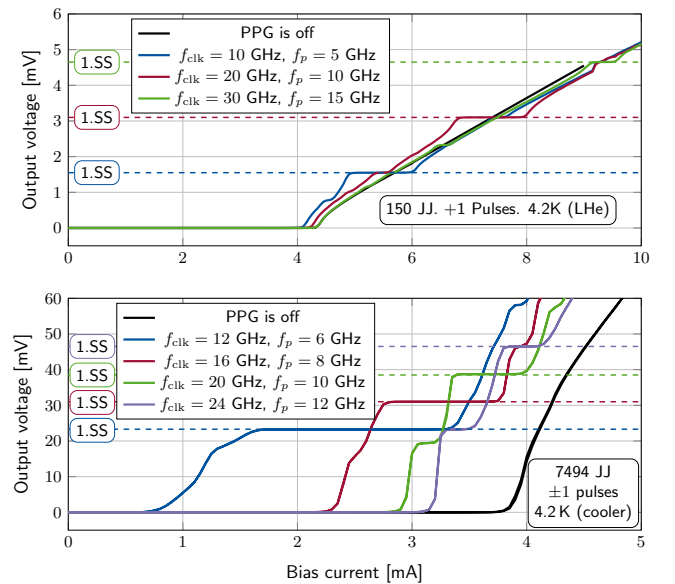 6
5
4
3
2
1
0
Output voltage [mV]
1.SS
1.SS
1.SS
PPG is off
f_clk = 10 GHz, f_p = 5 GHz
f_clk = 20 GHz, f_p = 10 GHz
f_clk = 30 GHz, f_p = 15 GHz
150 JJ. +1 Pulses. 4.2K (LHe)
0 2 4 6 8 10
60
50
40
30
20
10
0
Output voltage [mV]
1.SS
1.SS
1.SS
1.SS
PPG is off
f_clk = 12 GHz, f_p = 6 GHz
f_clk = 16 GHz, f_p = 8 GHz
f_clk = 20 GHz, f_p = 10 GHz
f_clk = 24 GHz, f_p = 12 GHz
7494 JJ
±1 pulses
4.2 K (cooler)
0 1 2 3 4 5
Bias current [mA]